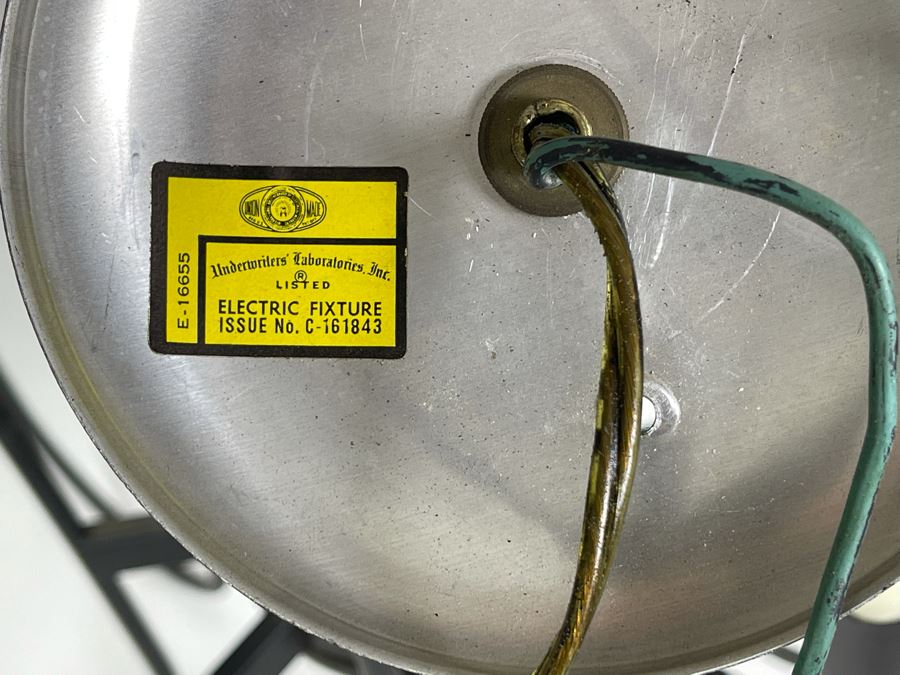 UNION MADE
E-16655
Underwriters' Laboratories, Inc.
®
LISTED
ELECTRIC FIXTURE
ISSUE No. C-161843